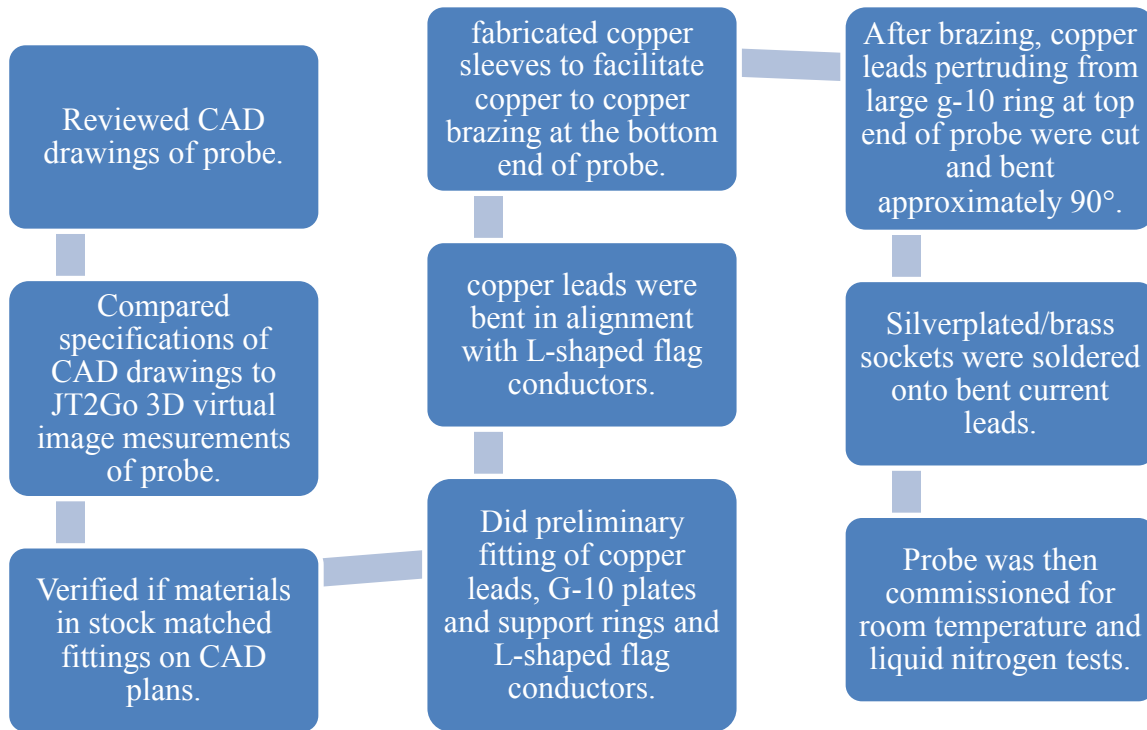 Reviewed CAD
drawings of probe.
Compared
specifications of
CAD drawings to
JT2Go 3D virtual
image mesurements
of probe.
Verified if materials
in stock matched
fittings on CAD
plans.
Did preliminary
fitting of copper
leads, G-10 plates
and support rings and
L-shaped flag
conductors.
copper leads were
bent in alignment
with L-shaped flag
conductors.
fabricated copper
sleeves to facilitate
copper to copper
brazing at the bottom
end of probe.
After brazing, copper
leads pertruding from
large g-10 ring at top
end of probe were cut
and bent
approximately 90°.
Silverplated/brass
sockets were soldered
onto bent current
leads.
Probe was then
commissioned for
room temperature and
liquid nitrogen tests.